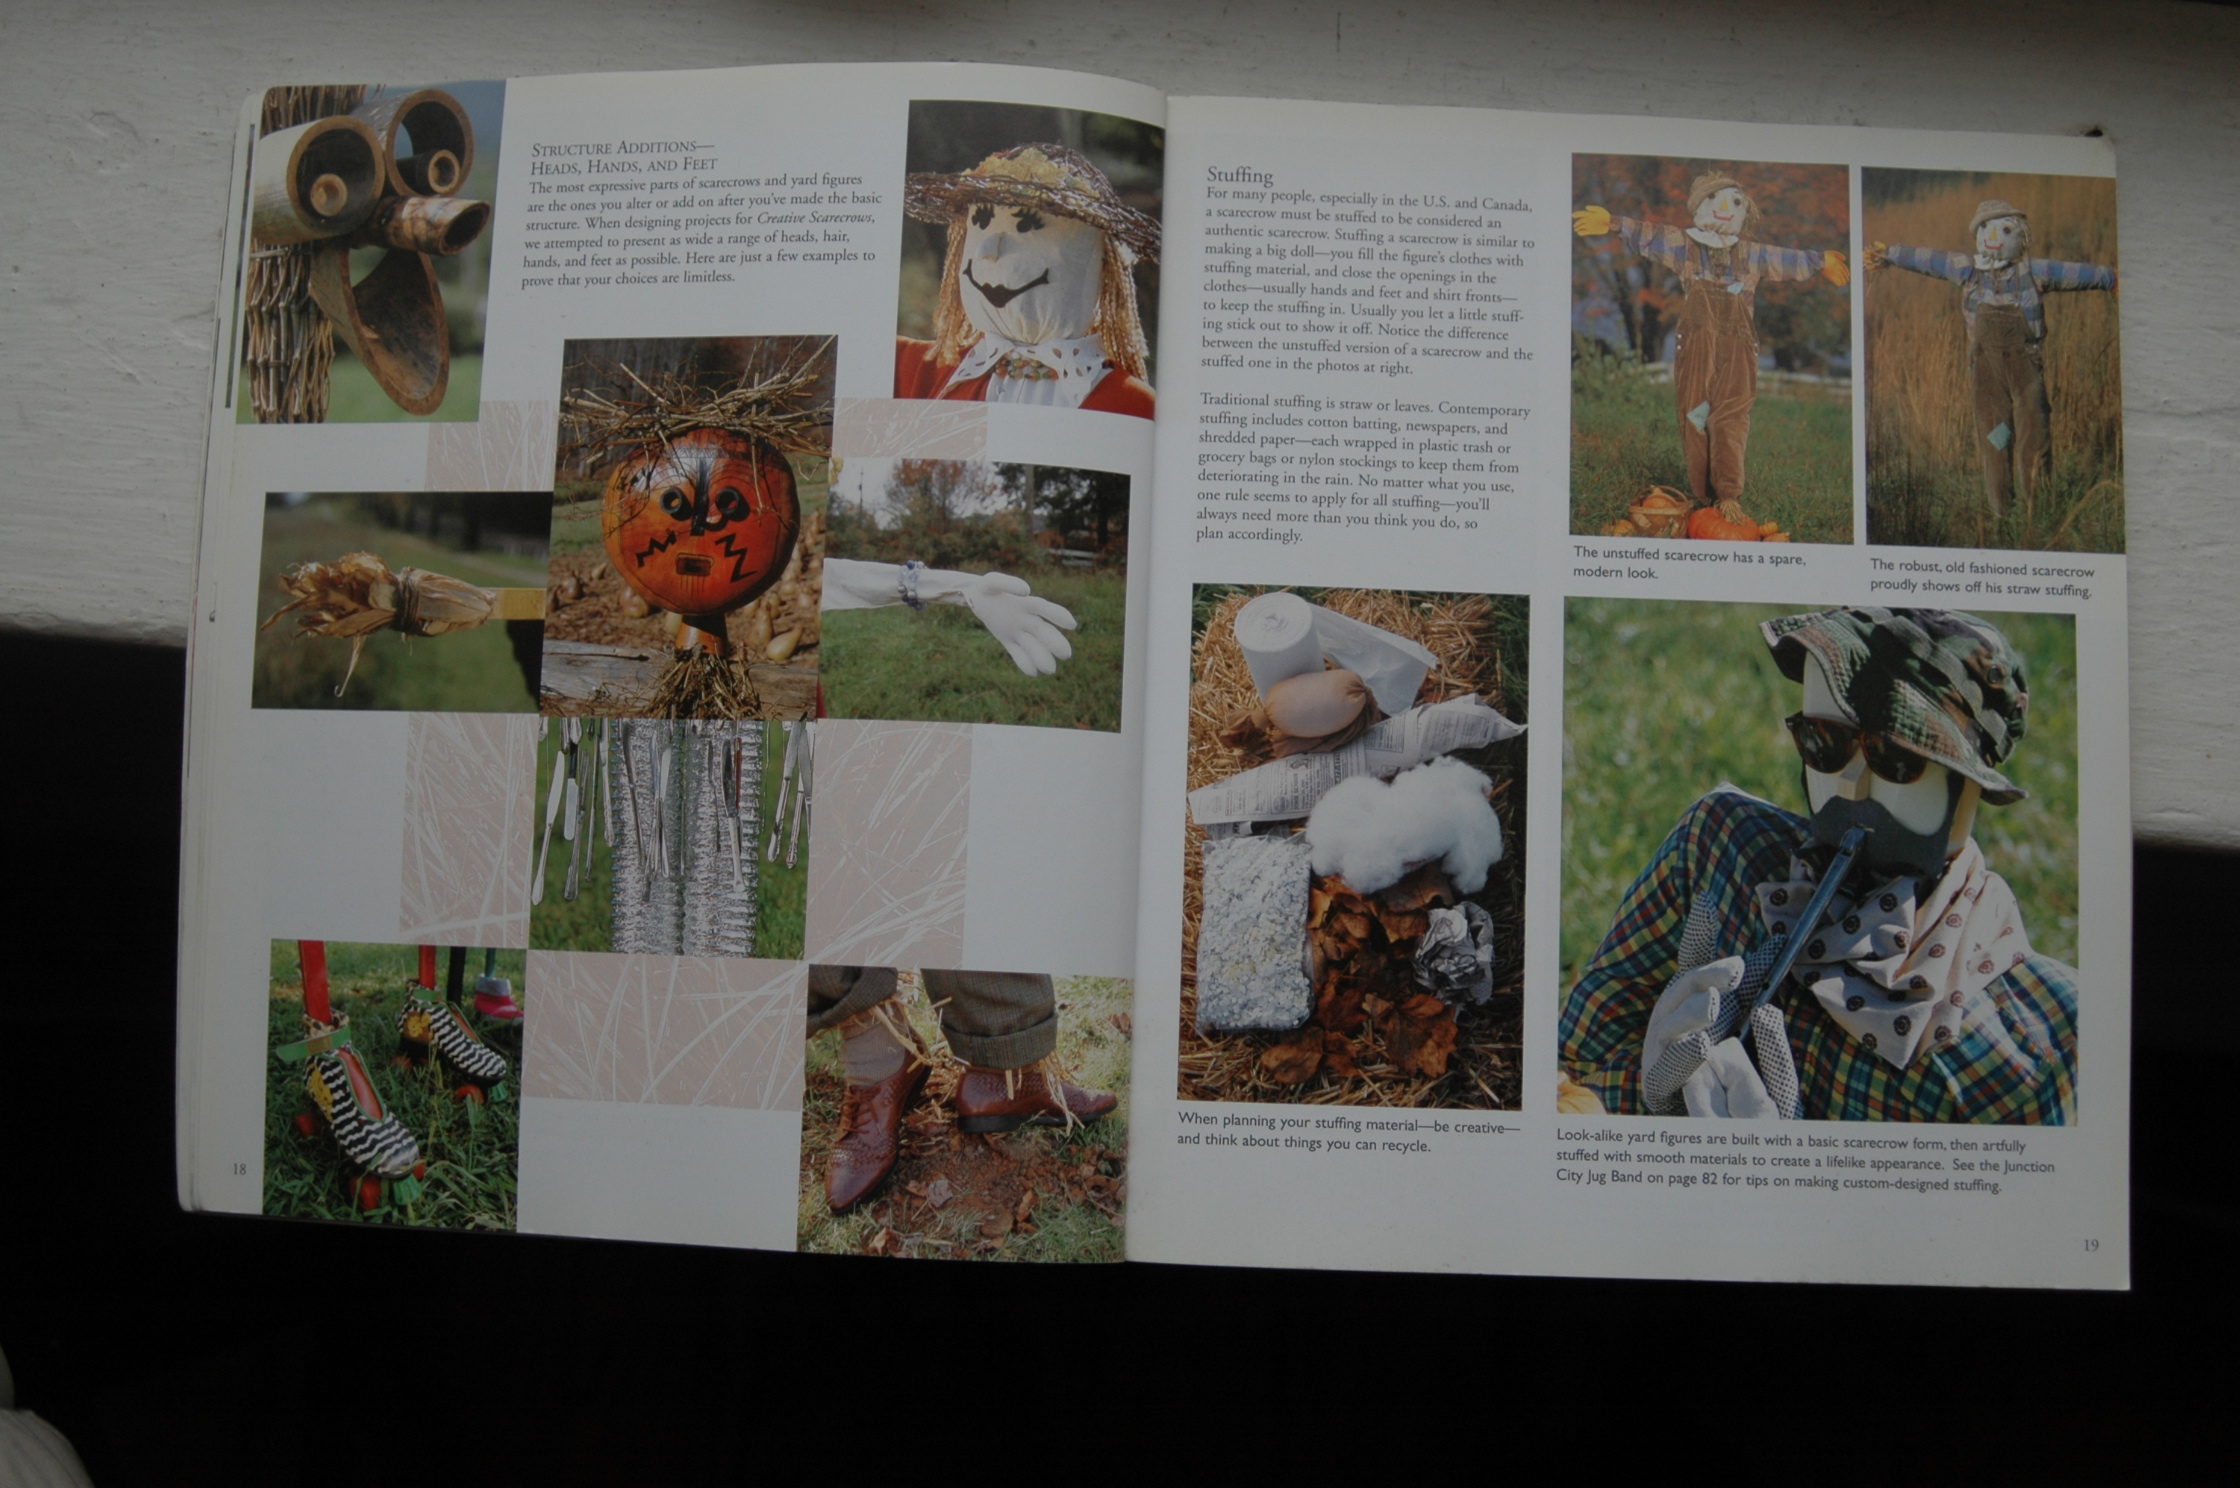 STRUCTURE ADDITIONS—
HEADS, HANDS, AND FEET
The most expressive parts of scarecrows and yard figures
are the ones you alter or add on after you've made the basic
structure. When designing projects for Creative Scarecrows,
we attempted to present as wide a range of heads, hair,
hands, and feet as possible. Here are just a few examples to
prove that your choices are limitless.
18
Stuffing
For many people, especially in the U.S. and Canada,
a scarecrow must be stuffed to be considered an
authentic scarecrow. Stuffing a scarecrow is similar to
making a big doll—you fill the figure's clothes with
stuffing material, and close the openings in the
clothes—usually hands and feet and shirt fronts—
to keep the stuffing in. Usually you let a little stuff-
ing stick out to show it off. Notice the difference
between the unstuffed version of a scarecrow and the
stuffed one in the photos at right.
Traditional stuffing is straw or leaves. Contemporary
stuffing includes cotton batting, newspapers, and
shredded paper—each wrapped in plastic trash or
grocery bags or nylon stockings to keep them from
deteriorating in the rain. No matter what you use,
one rule seems to apply for all stuffing—you'll
always need more than you think you do, so
plan accordingly.
The unstuffed scarecrow has a spare,
modern look.
The robust, old fashioned scarecrow
proudly shows off his straw stuffing.
When planning your stuffing material—be creative—
and think about things you can recycle.
Look-alike yard figures are built with a basic scarecrow form, then artfully
stuffed with smooth materials to create a lifelike appearance. See the Junction
City Jug Band on page 82 for tips on making custom-designed stuffing.
19